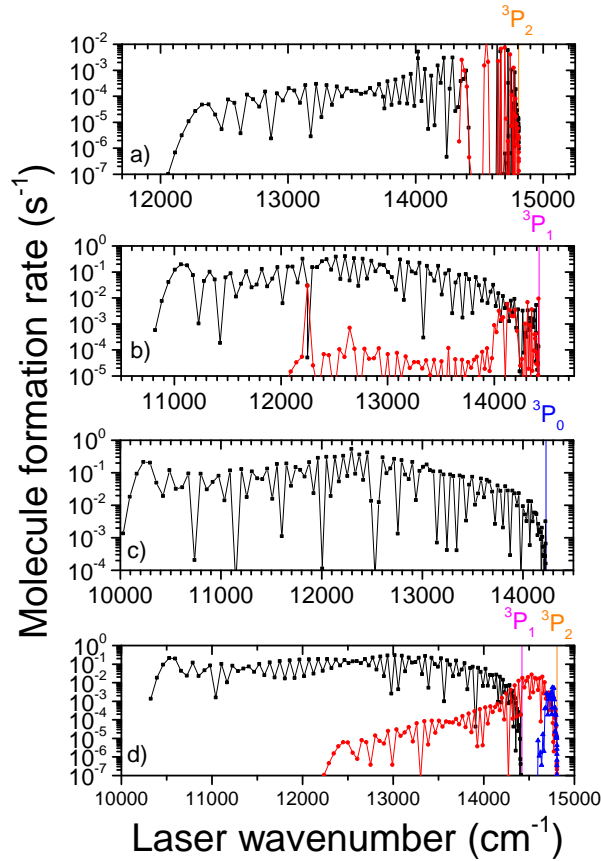 ³P₂
10⁻²
10⁻³
10⁻⁴
10⁻⁵
10⁻⁶
10⁻⁷
a)
12000 13000 14000 15000
³P₁
10⁰
10⁻¹
10⁻²
10⁻³
10⁻⁴
10⁻⁵
b)
11000 12000 13000 14000
³P₀
10⁰
10⁻¹
10⁻²
10⁻³
10⁻⁴
c)
10000 11000 12000 13000 14000
³P₁ ³P₂
10⁰
10⁻¹
10⁻²
10⁻³
10⁻⁴
10⁻⁵
10⁻⁶
10⁻⁷
d)
10000 11000 12000 13000 14000 15000
Molecule formation rate (s⁻¹)
Laser wavenumber (cm⁻¹)